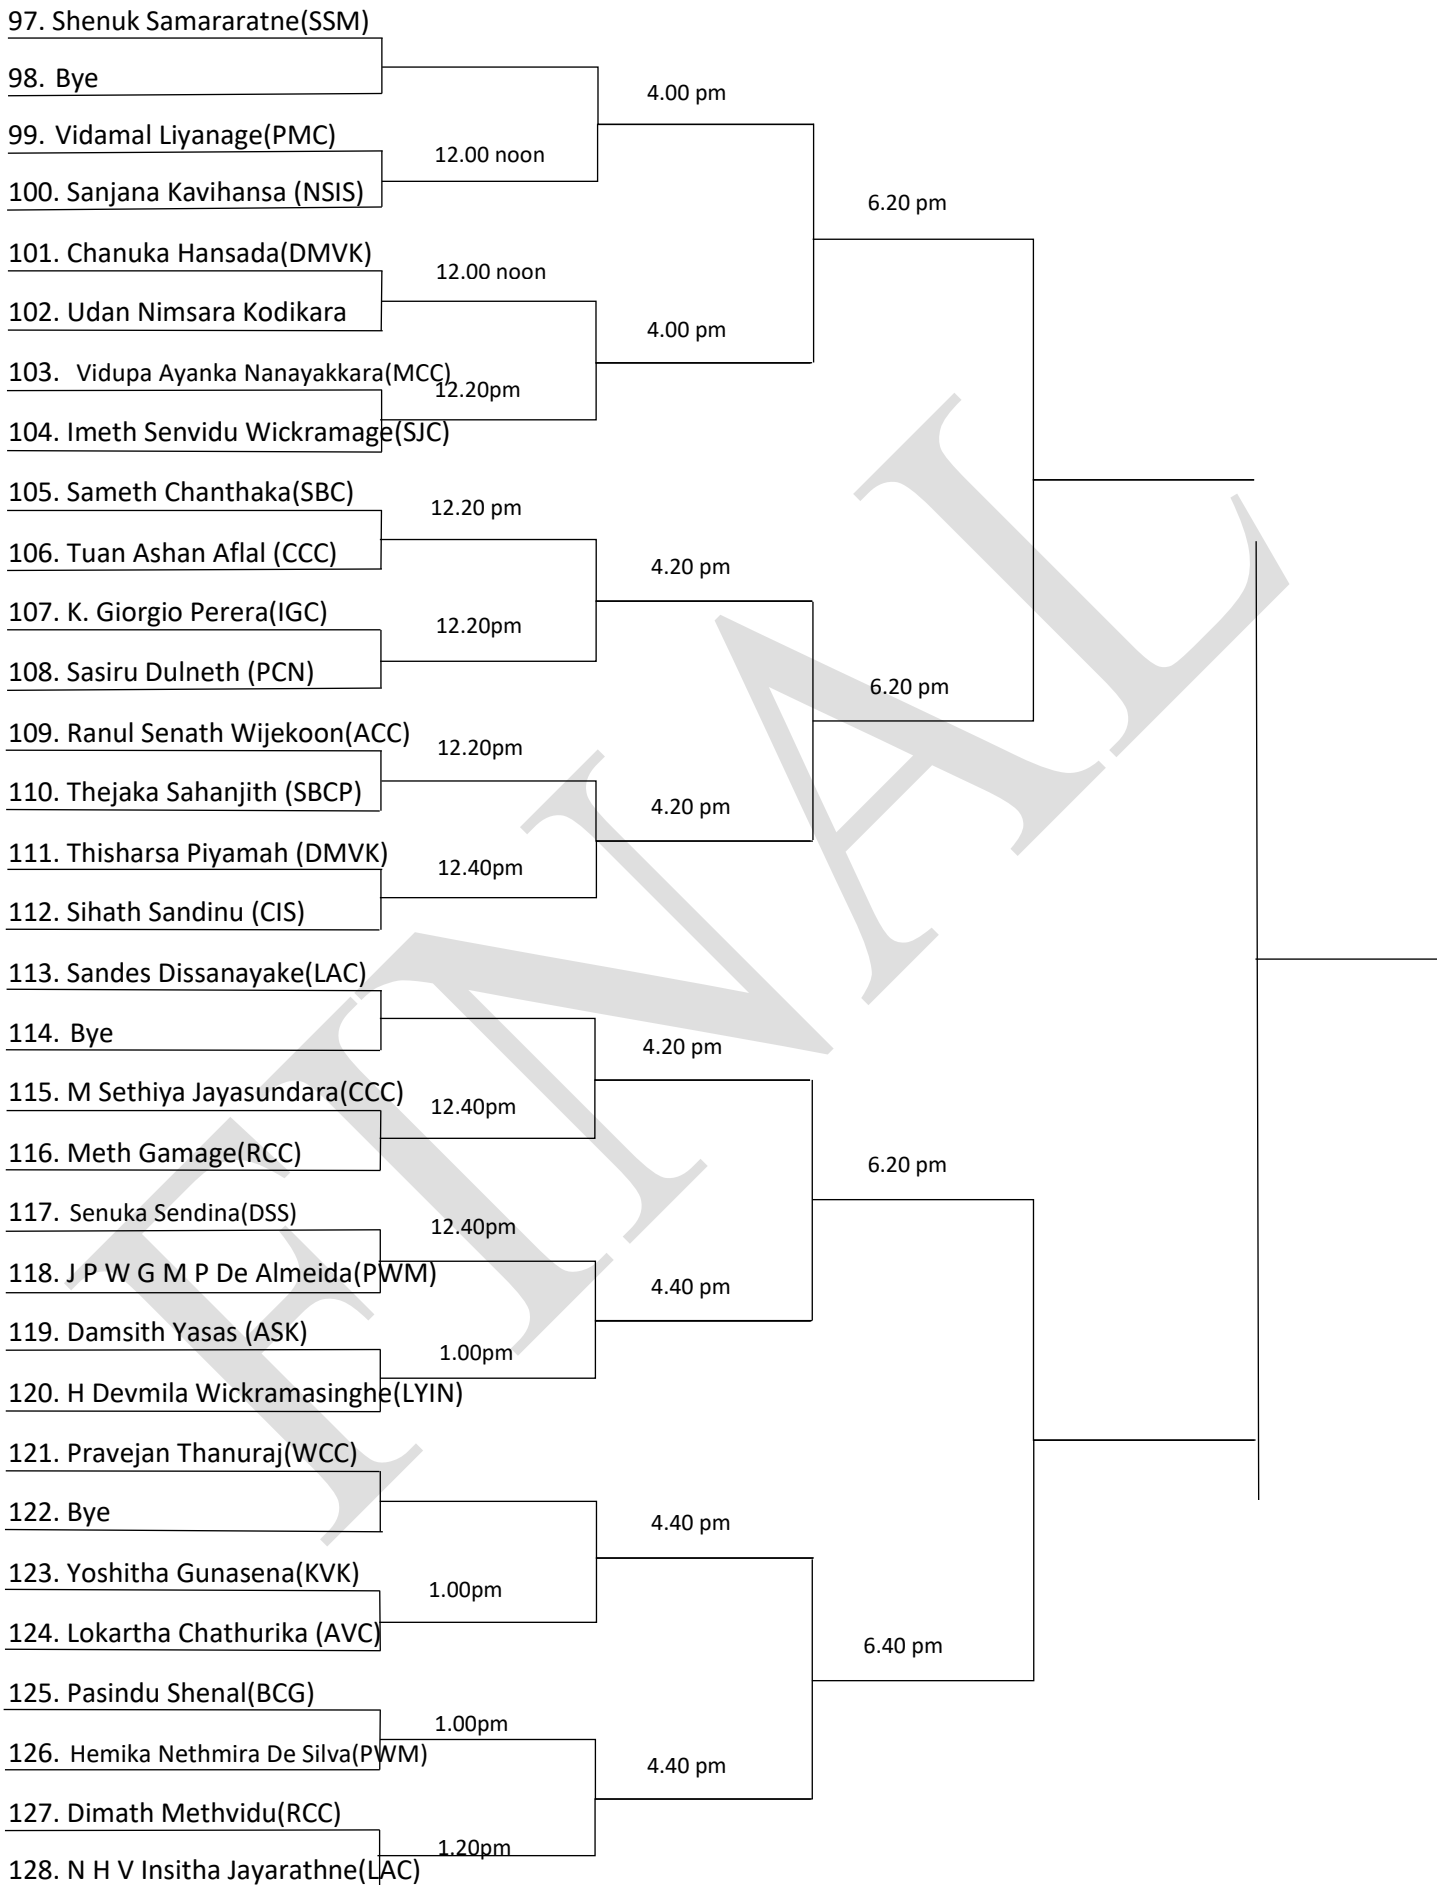 97. Shenuk Samararatne(SSM)
98. Bye
4.00 pm
99. Vidamal Liyanage(PMC)
12.00 noon
100. Sanjana Kavihansa (NSIS)
6.20 pm
101. Chanuka Hansada(DMVK)
12.00 noon
102. Udan Nimsara Kodikara
4.00 pm
103. Vidupa Ayanka Nanayakkara(MCC)
12.20pm
104. Imeth Senvidu Wickramage(SJC)
105. Sameth Chanthaka(SBC)
12.20 pm
106. Tuan Ashan Aflal (CCC)
4.20 pm
107. K. Giorgio Perera(IGC)
12.20pm
108. Sasiru Dulneth (PCN)
6.20 pm
109. Ranul Senath Wijekoon(ACC)
12.20pm
110. Thejaka Sahanjith (SBCP)
4.20 pm
111. Thisharsa Piyamah (DMVK)
12.40pm
112. Sihath Sandinu (CIS)
113. Sandes Dissanayake(LAC)
114. Bye
4.20 pm
115. M Sethiya Jayasundara(CCC)
12.40pm
116. Meth Gamage(RCC)
6.20 pm
117. Senuka Sendina(DSS)
12.40pm
118. J P W G M P De Almeida(PWM)
4.40 pm
119. Damsith Yasas (ASK)
1.00pm
120. H Devmila Wickramasinghe(LYIN)
121. Pravejan Thanuraj(WCC)
122. Bye
4.40 pm
123. Yoshitha Gunasena(KVK)
1.00pm
124. Lokartha Chathurika (AVC)
6.40 pm
125. Pasindu Shenal(BCG)
1.00pm
126. Hemika Nethmira De Silva(PWM)
4.40 pm
127. Dimath Methvidu(RCC)
1.20pm
128. N H V Insitha Jayarathne(LAC)
FINAL